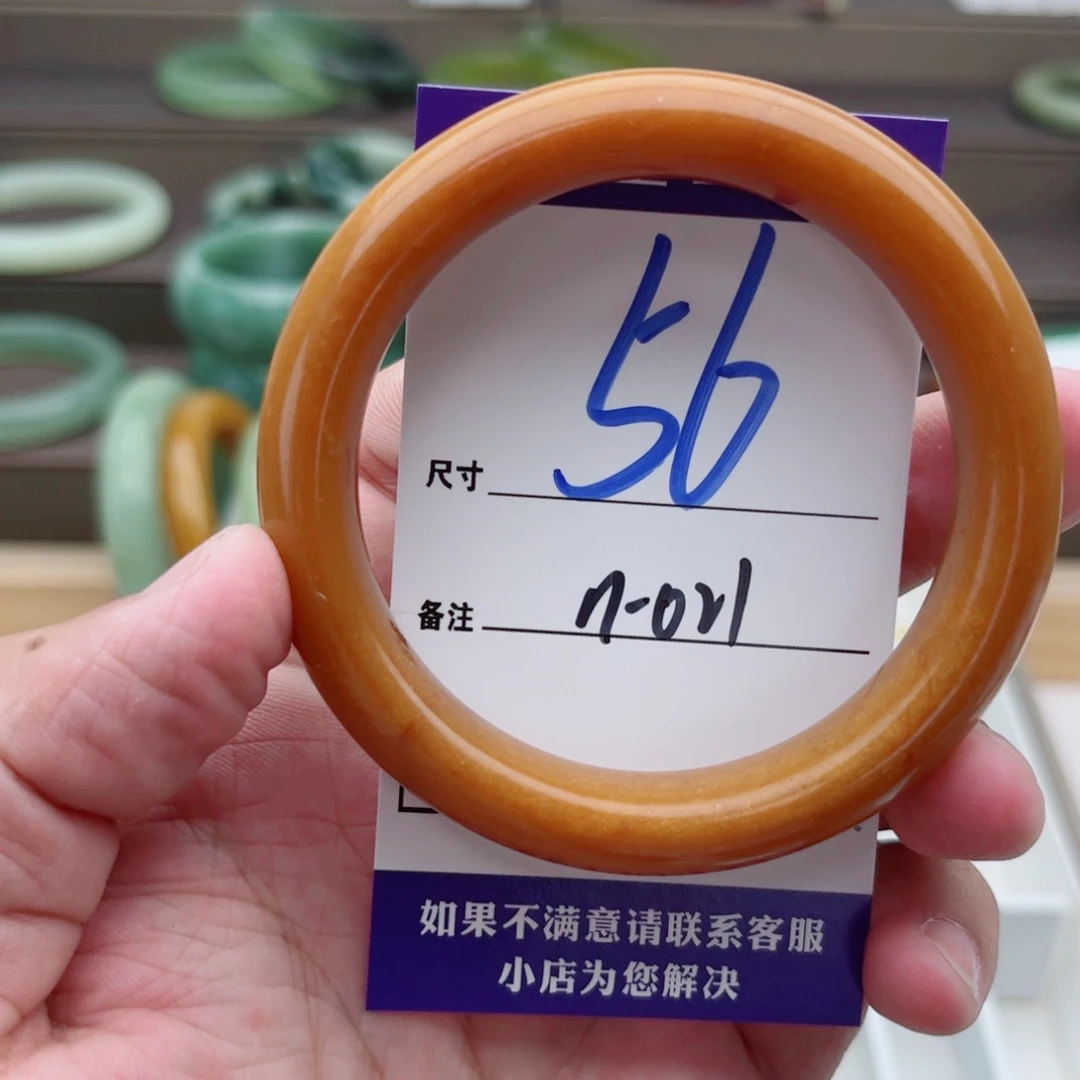 尺寸 56
备注 n-021
如果不满意请联系客服
小店为您解决